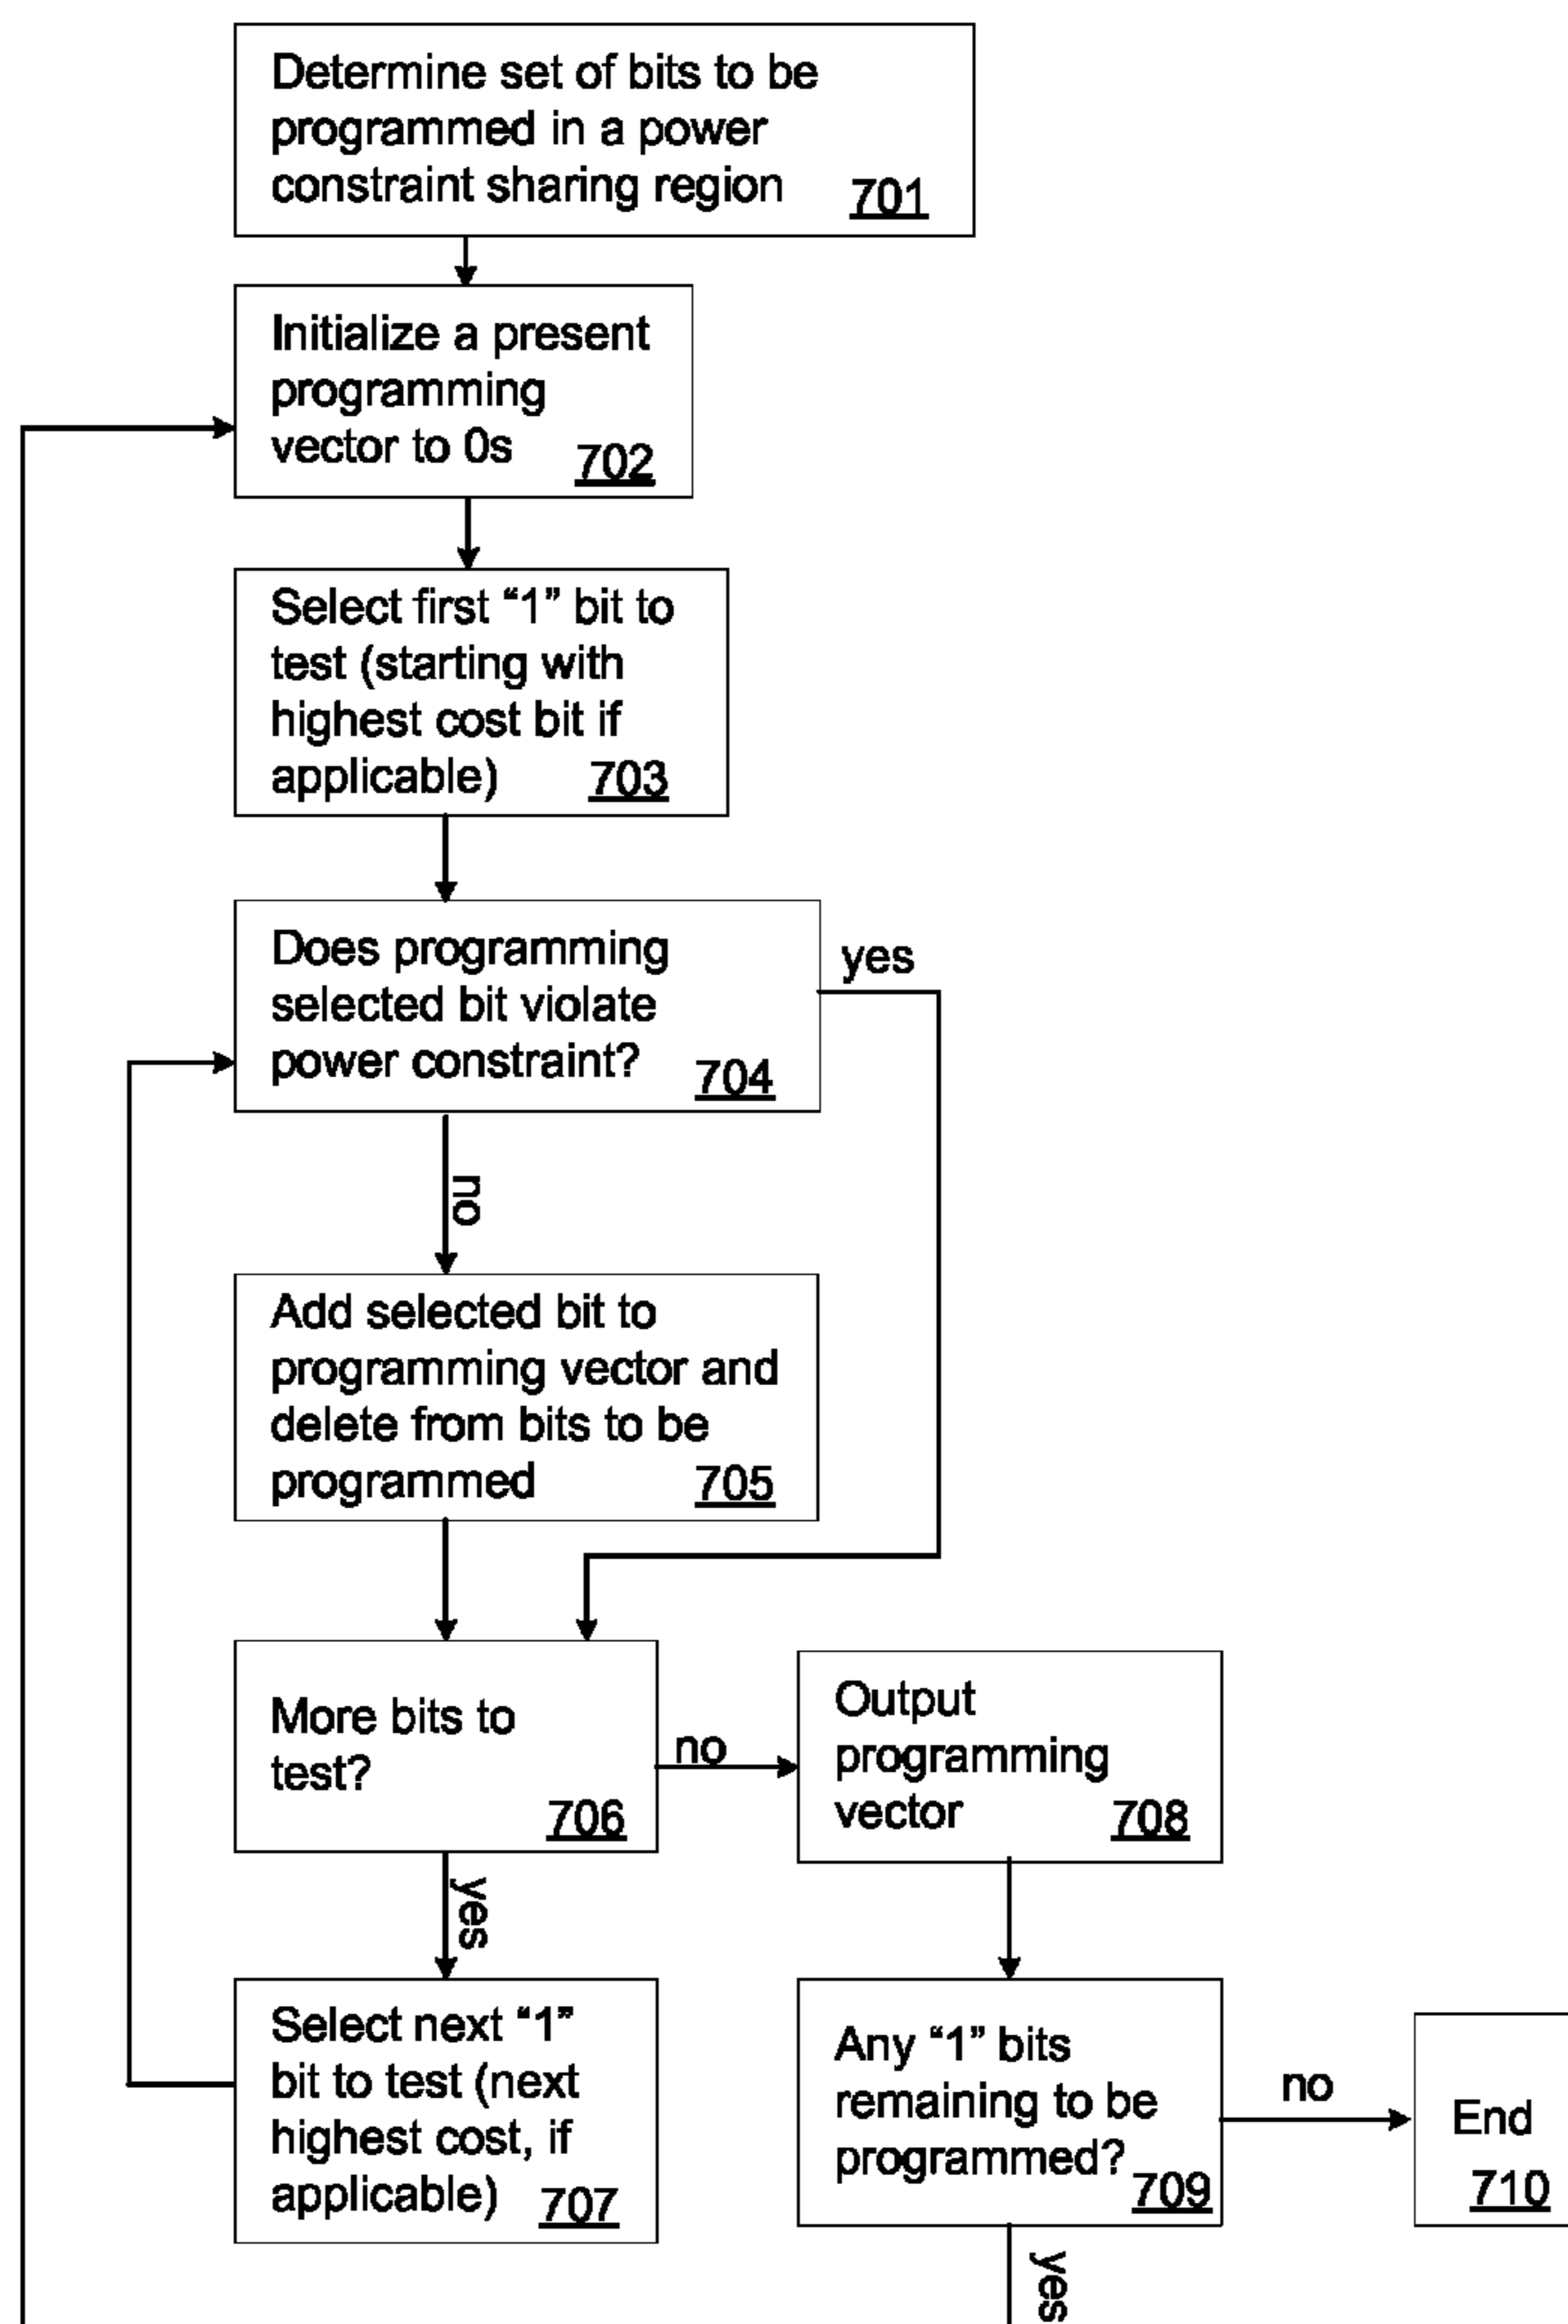 Determine set of bits to be
programmed in a power
constraint sharing region 701
Initialize a present
programming
vector to 0s 702
Select first “1” bit to
test (starting with
highest cost bit if
applicable) 703
Does programming
selected bit violate
power constraint? 704
yes
no
Add selected bit to
programming vector and
delete from bits to be
programmed 705
More bits to
test?
706
no
Output
programming
vector 708
yes
Select next “1”
bit to test (next
highest cost, if
applicable) 707
Any “1” bits
remaining to be
programmed? 709
no
End
710
yes